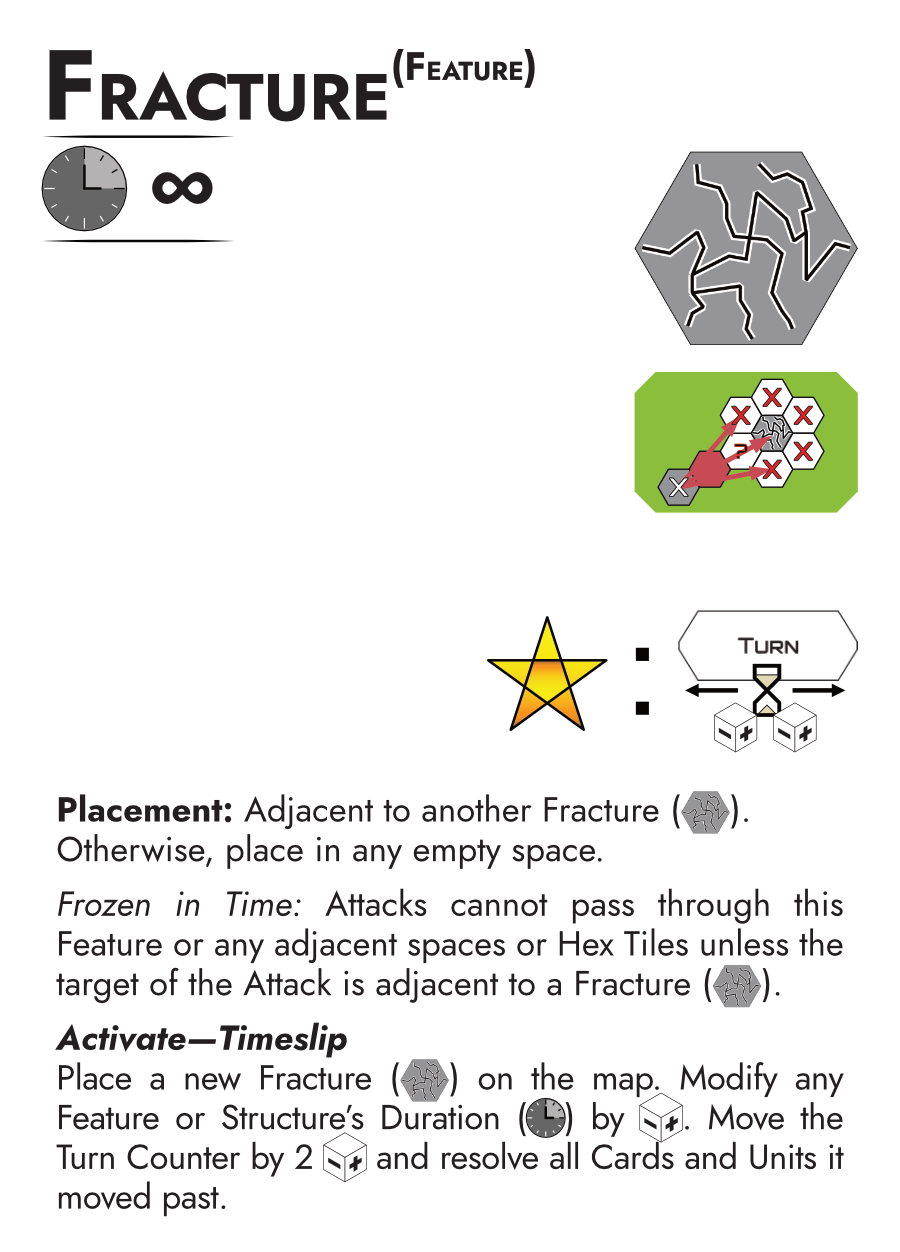 Fracture (Feature)
∞
X
X X
?
X
X
X
Turn
- + - +
Placement: Adjacent to another Fracture ( ).
Otherwise, place in any empty space.
Frozen in Time: Attacks cannot pass through this
Feature or any adjacent spaces or Hex Tiles unless the
target of the Attack is adjacent to a Fracture ( ).
Activate—Timeslip
Place a new Fracture ( ) on the map. Modify any
Feature or Structure's Duration ( ) by - +. Move the
Turn Counter by 2 - + and resolve all Cards and Units it
moved past.